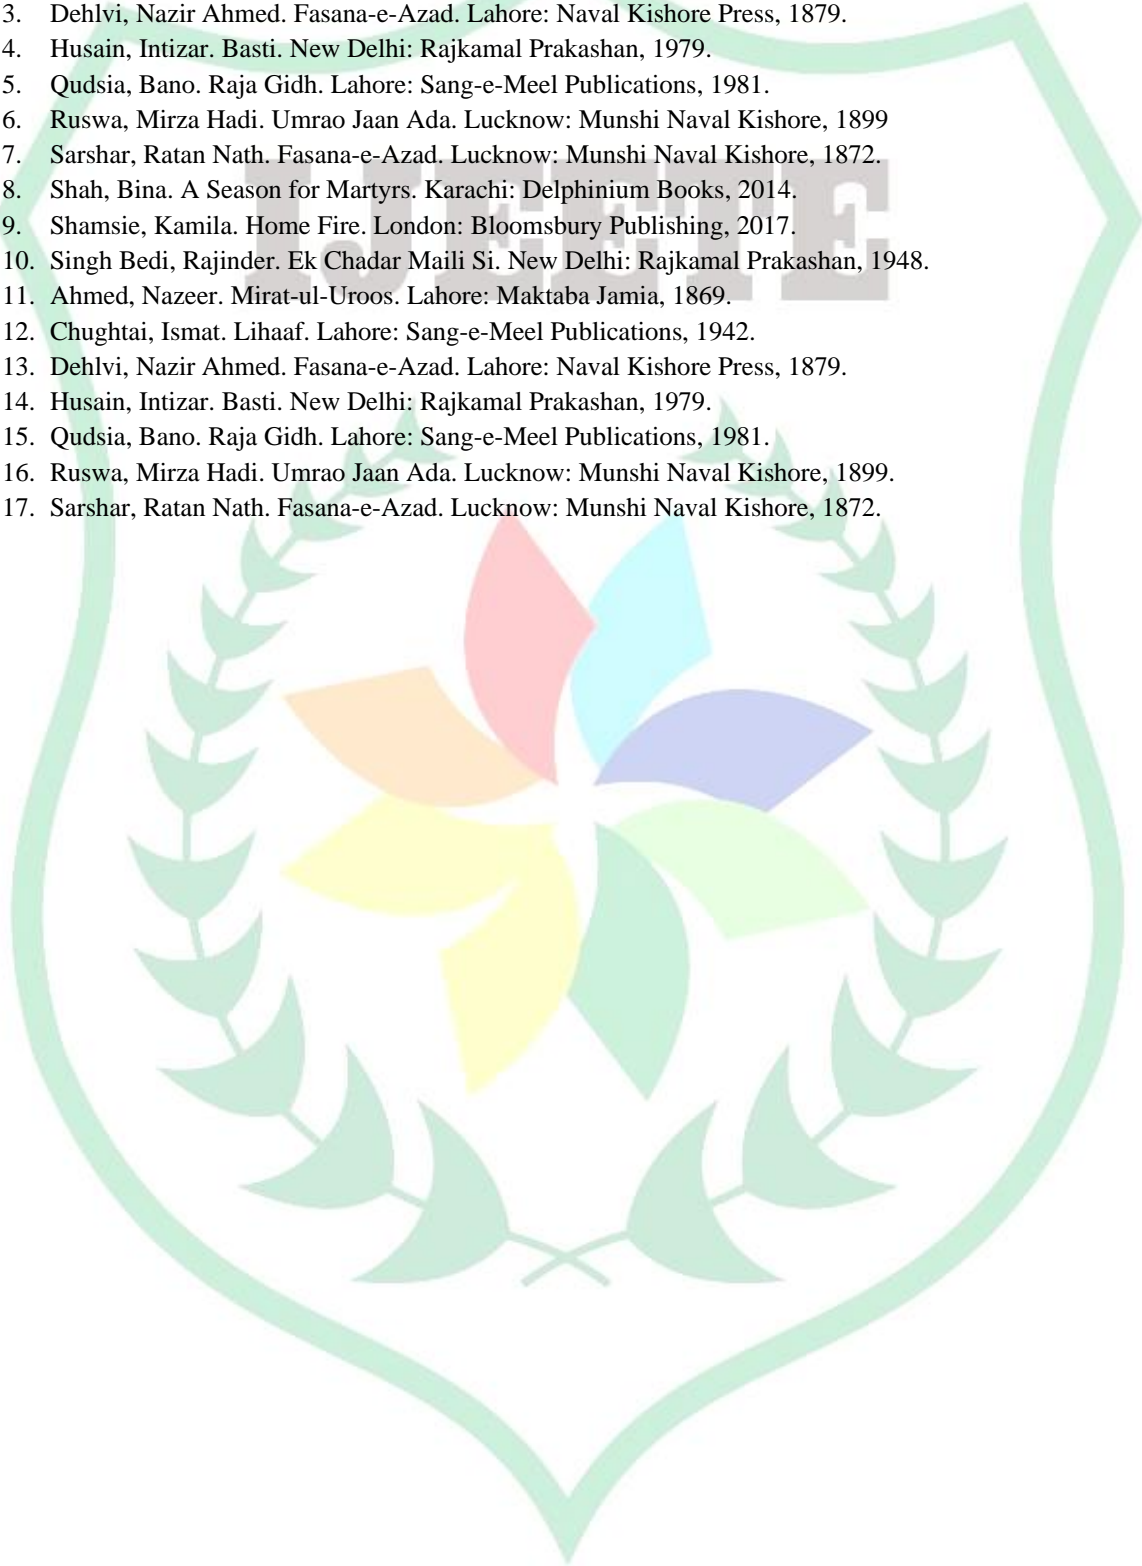 3. Devli, Nazir Ahmed. Fasana-e-Azad. Lahore: Naval Kishore Press, 1879.
4. Husain, Intizar. Basti. New Delhi: Rajkamal Prakashan, 1979.
5. Qudsia, Bano. Raja Gidh. Lahore: Sang-e-Meel Publications, 1981.
6. Ruswa, Mirza Hadi. Umrao Jaan Ada. Lucknow: Munshi Naval Kishore, 1899
7. Sarshar, Ratan Nath. Fasana-e-Azad. Lucknow: Munshi Naval Kishore, 1872.
8. Shah, Bina. A Season for Martyrs. Karachi: Delphinium Books, 2014.
9. Shamsie, Kamila. Home Fire. London: Bloomsbury Publishing, 2017.
IJEETE
10. Singh Bedi, Rajinder. Ek Chadar Maili Si. New Delhi: Rajkamal Prakashan, 1948.
11. Ahmed, Nazeer. Mirat-ul-Uroos. Lahore: Maktaba Jamia, 1869.
12. Chughtai, Ismat. Lihaaf. Lahore: Sang-e-Meel Publications, 1942.
13. Dehlvi, Nazir Ahmed. Fasana-e-Azad. Lahore: Naval Kishore Press, 1879.
14. Husain, Intizar. Basti. New Delhi: Rajkamal Prakashan, 1979.
15. Qudsia, Bano. Raja Gidh. Lahore: Sang-e-Meel Publications, 1981.
16. Ruswa, Mirza Hadi. Umrao Jaan Ada. Lucknow: Munshi Naval Kishore, 1899.
17. Sarshar, Ratan Nath. Fasana-e-Azad. Lucknow: Munshi Naval Kishore, 1872.